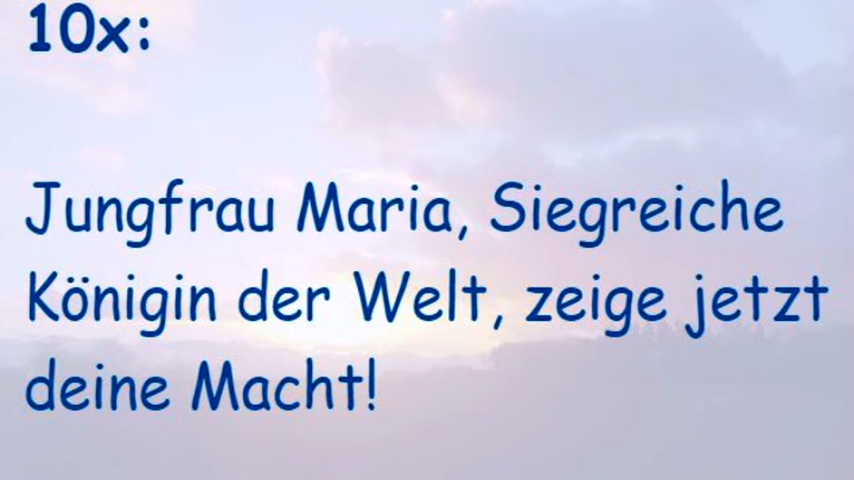 10x:
Jungfrau Maria, Siegreiche
Königin der Welt, zeige jetzt
deine Macht!